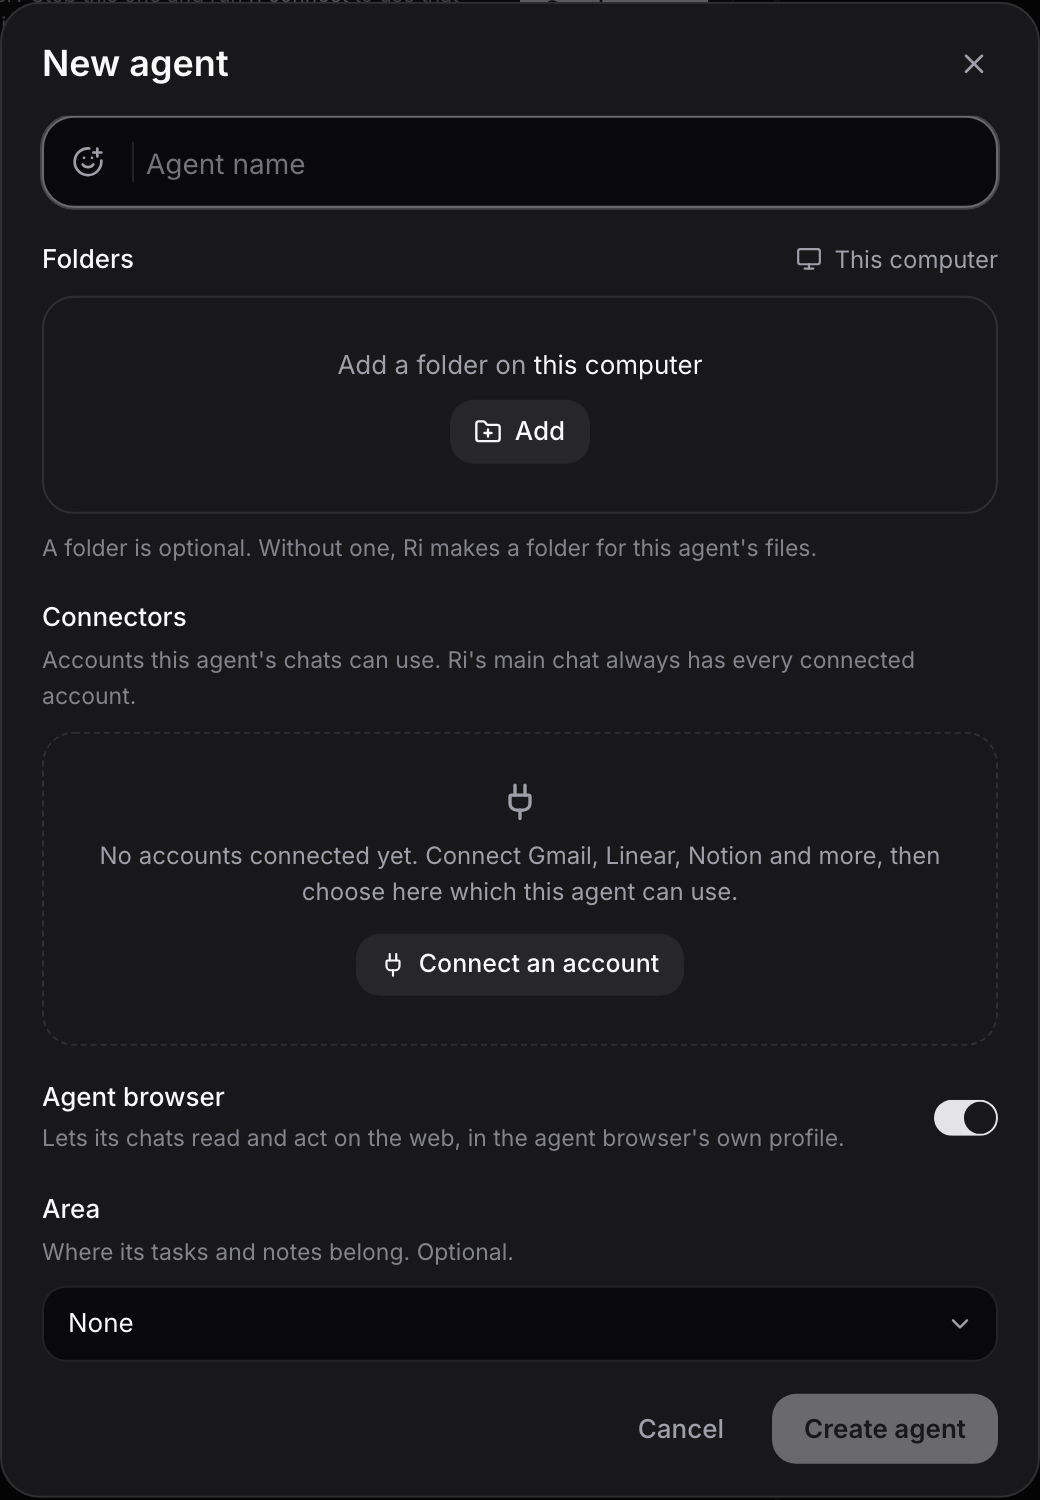 New agent
Agent name
Folders
This computer
Add a folder on this computer
Add
A folder is optional. Without one, Ri makes a folder for this agent's files.
Connectors
Accounts this agent's chats can use. Ri's main chat always has every connected
account.
No accounts connected yet. Connect Gmail, Linear, Notion and more, then
choose here which this agent can use.
Connect an account
Agent browser
Lets its chats read and act on the web, in the agent browser's own profile.
Area
Where its tasks and notes belong. Optional.
None
Cancel
Create agent